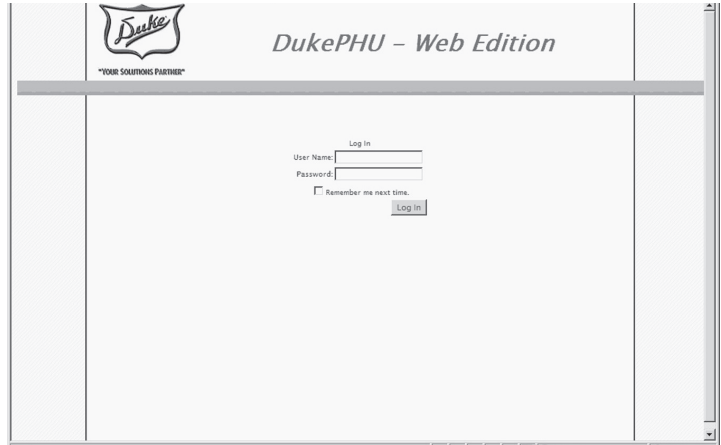 Duke
DukePHU – Web Edition
"YOUR SOLUTIONS PARTNER"
Log In
User Name:
Password:
Remember me next time.
Log In